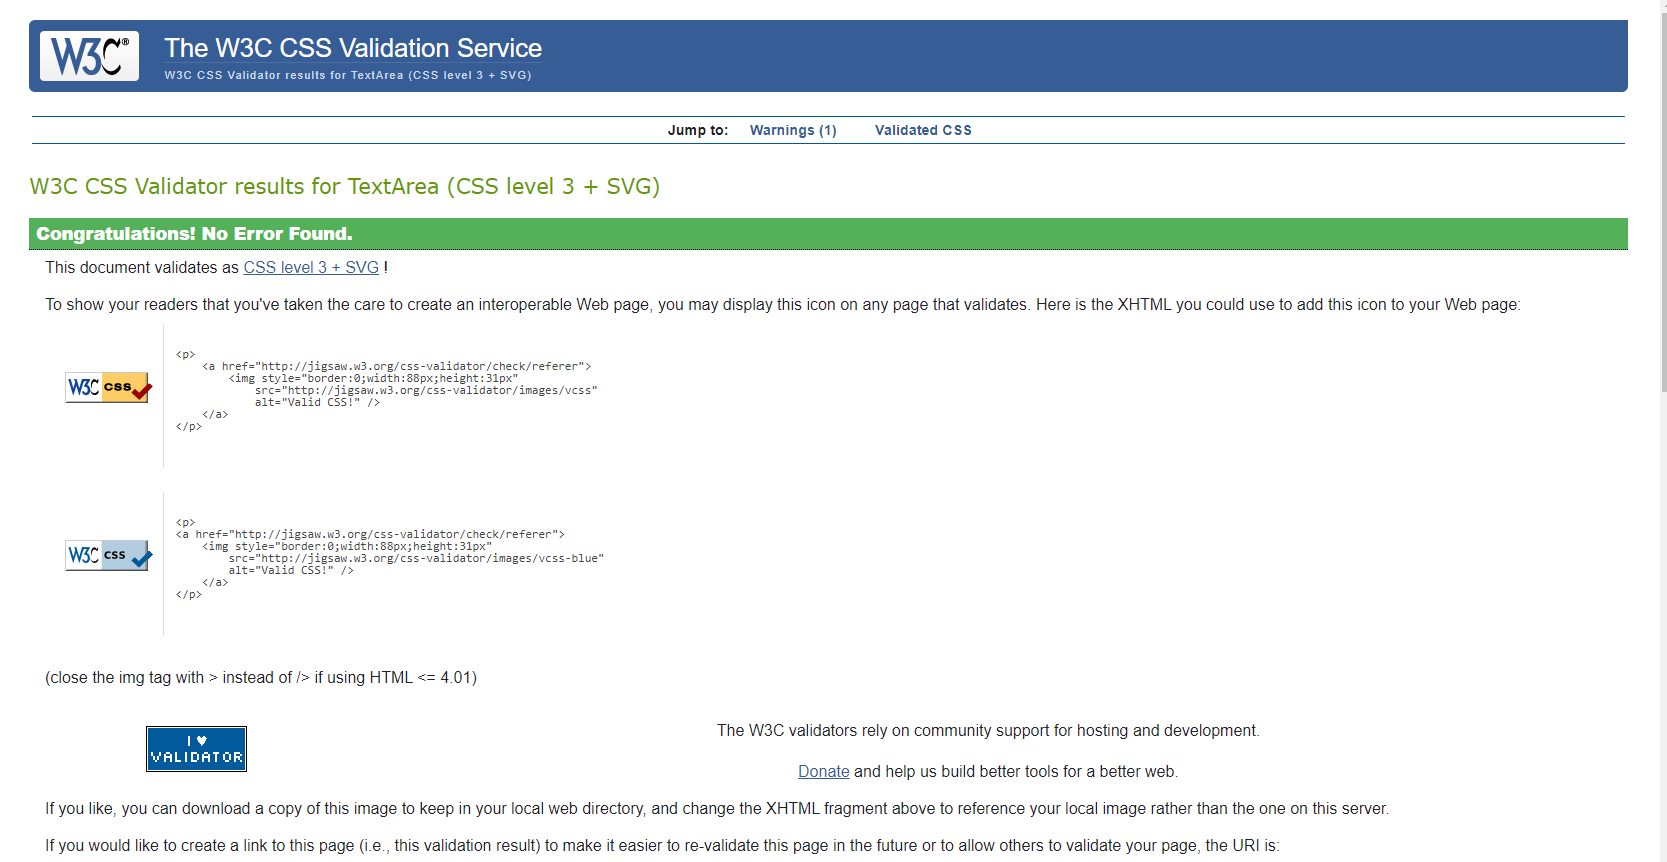 W3C®
The W3C CSS Validation Service
W3C CSS Validator results for TextArea (CSS level 3 + SVG)
Jump to: Warnings (1) Validated CSS
W3C CSS Validator results for TextArea (CSS level 3 + SVG)
Congratulations! No Error Found.
This document validates as CSS level 3 + SVG !
To show your readers that you've taken the care to create an interoperable Web page, you may display this icon on any page that validates. Here is the XHTML you could use to add this icon to your Web page:
W3C css
<p>
<a href="http://jigsaw.w3.org/css-validator/check/referer">
<img style="border:0;width:88px;height:31px"
src="http://jigsaw.w3.org/css-validator/images/vcss"
alt="Valid CSS!" />
</a>
</p>
W3C css
<p>
<a href="http://jigsaw.w3.org/css-validator/check/referer">
<img style="border:0;width:88px;height:31px"
src="http://jigsaw.w3.org/css-validator/images/vcss-blue"
alt="Valid CSS!" />
</a>
</p>
(close the img tag with > instead of /> if using HTML <= 4.01)
I ♥
VALIDATOR
The W3C validators rely on community support for hosting and development.
Donate and help us build better tools for a better web.
If you like, you can download a copy of this image to keep in your local web directory, and change the XHTML fragment above to reference your local image rather than the one on this server.
If you would like to create a link to this page (i.e., this validation result) to make it easier to re-validate this page in the future or to allow others to validate your page, the URI is: